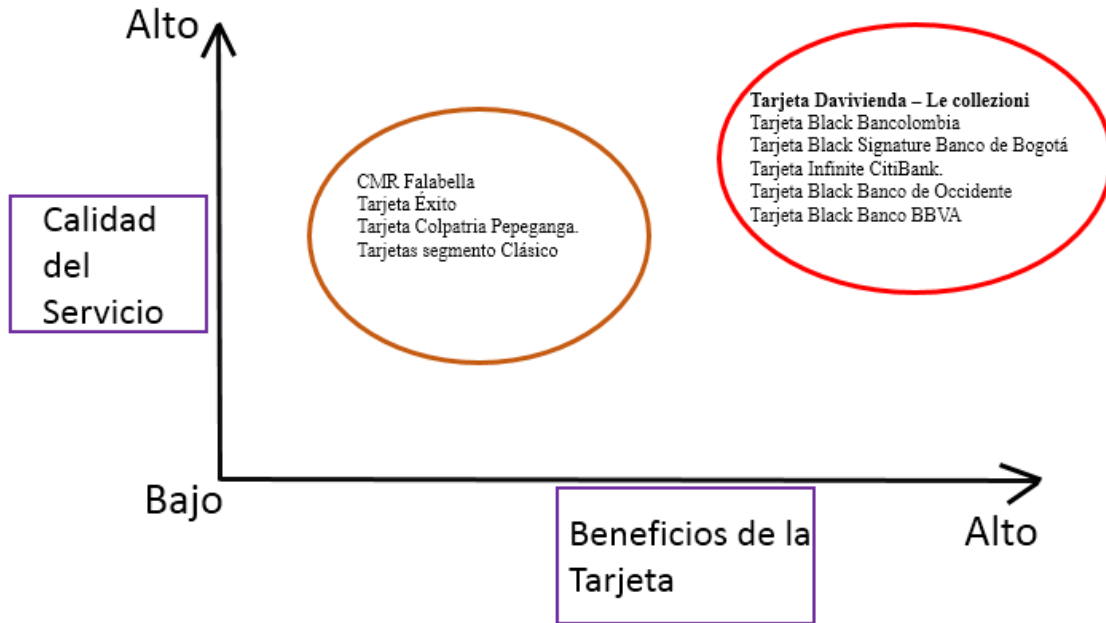 Alto
Tarjeta Davivienda – Le collezioni
Tarjeta Black Bancolombia
Tarjeta Black Signature Banco de Bogotá
Tarjeta Infinite CitiBank.
Tarjeta Black Banco de Occidente
Tarjeta Black Banco BBVA
CMR Falabella
Tarjeta Éxito
Tarjeta Colpatria Pepeganga.
Tarjetas segmento Clásico
Calidad
del
Servicio
Bajo
Beneficios de la
Tarjeta
Alto